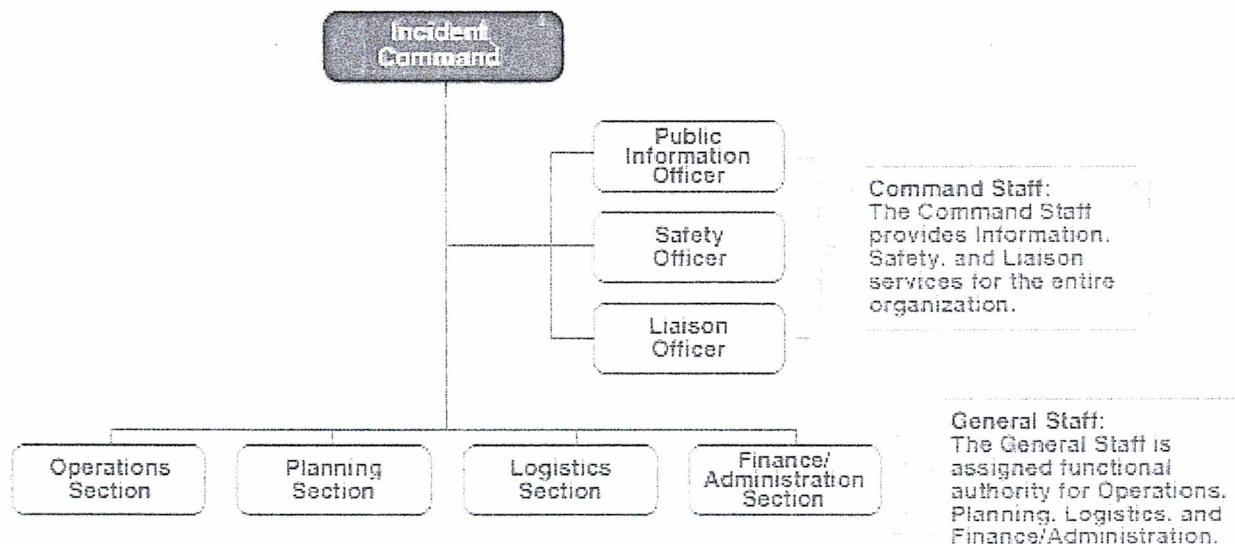 Incident
Command
Public
Information
Officer
Safety
Officer
Liaison
Officer
Command Staff:
The Command Staff
provides Information,
Safety, and Liaison
services for the entire
organization.
Operations
Section
Planning
Section
Logistics
Section
Finance/
Administration
Section
General Staff:
The General Staff is
assigned functional
authority for Operations,
Planning, Logistics, and
Finance/Administration.